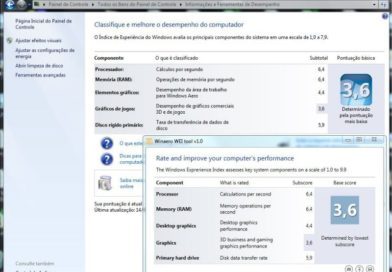 Painel de Controle ▸ Todos os Itens do Painel de Controle ▸ Informações e Ferramentas de Desempenho
Página Inicial do Painel de Controle
Ajustar efeitos visuais
Ajustar as configurações de energia
Abrir limpeza de disco
Ferramentas avançadas
Classifique e melhore o desempenho do computador
O Índice de Experiência do Windows avalia os principais componentes do sistema em uma escala de 1,0 a 7,9.
Componente O que é classificado Subtotal Pontuação básica
Processador: Cálculos por segundo 6,4
Memória (RAM): Operações de memória por segundo 6,4
Elementos gráficos: Desempenho da área de trabalho para Windows Aero 4,4
Gráficos de jogos: Desempenho de gráficos comerciais 3D e de jogos 3,6
Disco rígido primário: Taxa de transferência de dados de disco 5,9
3,6
Determinado pela pontuação mais baixa
O que
Dicas para
do compu
Saiba mais
online
Sua pontuação é atual
Última atualização: 14/
Consulte também
Winaero WEI tool v1.0
Rate and improve your computer's performance
The Windows Experience Index assesses key system components on a scale of 1.0 to 9.9
Component What is rated Subscore Base score
Processor Calculations per second 6,4
Memory (RAM) Memory operations per second 6,4
Desktop graphics Desktop graphics performance 4,4
Graphics 3D business and gaming graphics performance 3,6
Primary hard drive Disk data transfer rate 5,9
3,6
Determined by lowest subscore